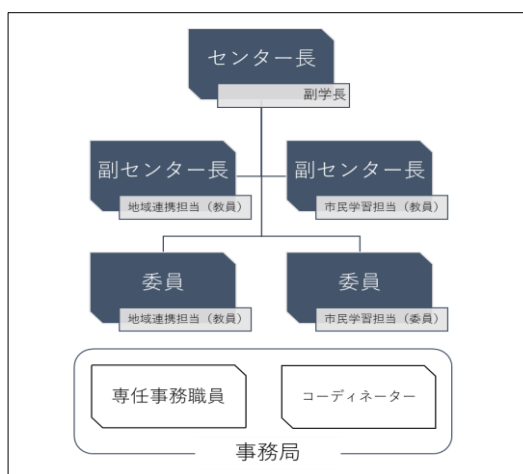 センター長
副学長
副センター長
地域連携担当（教員）
副センター長
市民学習担当（教員）
委員
地域連携担当（教員）
委員
市民学習担当（委員）
専任事務職員
コーディネーター
事務局